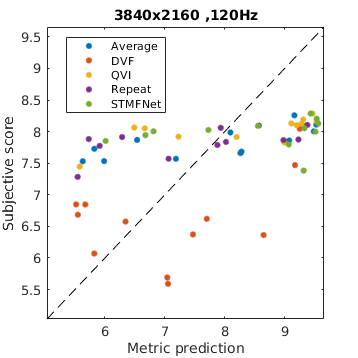 3840x2160 ,120Hz
Average
DVF
QVI
Repeat
STMFNet
Subjective score
9.5
9
8.5
8
7.5
7
6.5
6
5.5
6
7
8
9
Metric prediction